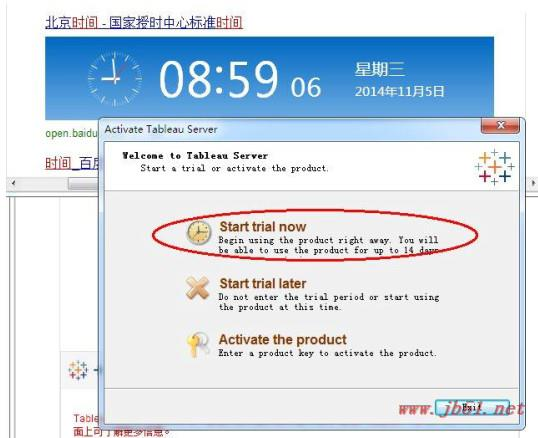 北京时间 - 国家授时中心标准时间
08:59 06
星期三
2014年11月5日
open.baidu
时间_百度
Activate Tableau Server
Welcome to Tableau Server
Start a trial or activate the product.
Start trial now
Begin using the product right away. You will
be able to use the product for up to 14 days
Start trial later
Do not enter the trial period or start using
the product at this time.
Activate the product
Enter a product key to activate the product.
Exit
www.jb51.net
Table
面上可了解更多信息。